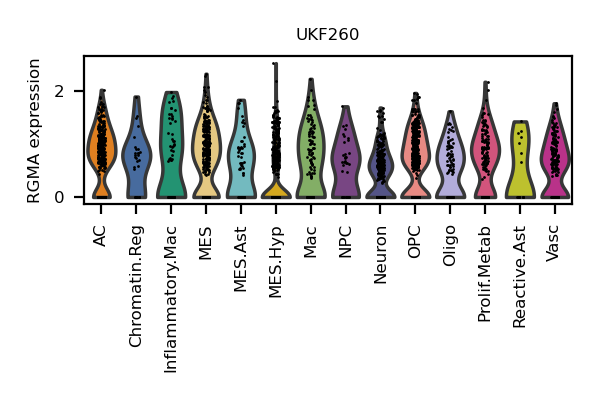 UKF260
RGMA expression
2
0
AC
Chromatin.Reg
Inflammatory.Mac
MES
MES.Ast
MES.Hyp
Mac
NPC
Neuron
OPC
Oligo
Prolif.Metab
Reactive.Ast
Vasc